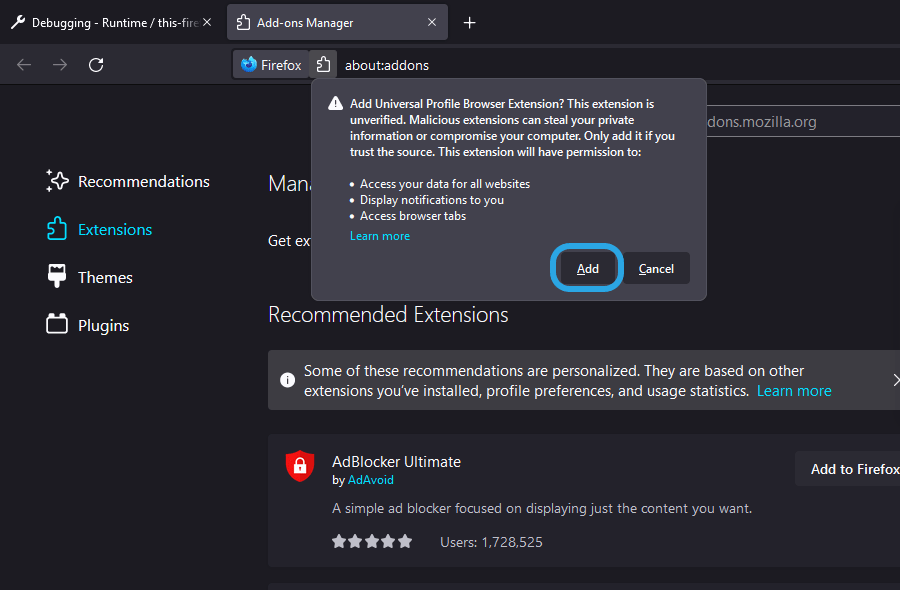 Debugging - Runtime / this-fire
Add-ons Manager
Firefox
about:addons
Add Universal Profile Browser Extension? This extension is
unverified. Malicious extensions can steal your private
information or compromise your computer. Only add it if you
trust the source. This extension will have permission to:
• Access your data for all websites
• Display notifications to you
• Access browser tabs
Learn more
Add
Cancel
dons.mozilla.org
Recommendations
Extensions
Themes
Plugins
Mana
Get ex
Recommended Extensions
Some of these recommendations are personalized. They are based on other
extensions you've installed, profile preferences, and usage statistics. Learn more
AdBlocker Ultimate
by AdAvoid
Add to Firefox
A simple ad blocker focused on displaying just the content you want.
Users: 1,728,525